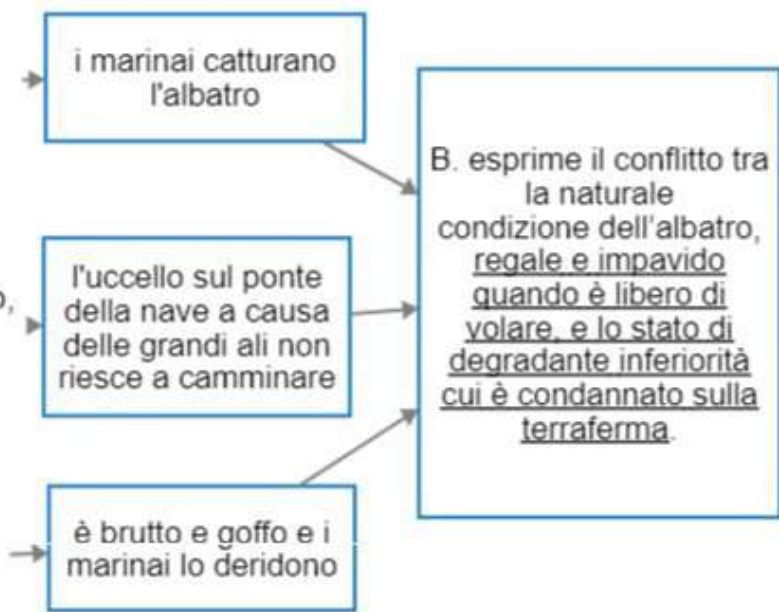 i marinai catturano
l'albatro
l'uccello sul ponte
della nave a causa
delle grandi ali non
riesce a camminare
è brutto e goffo e i
marinai lo deridono
B. esprime il conflitto tra
la naturale
condizione dell'albatro,
regale e impavido
quando è libero di
volare, e lo stato di
degradante inferiorità
cui è condannato sulla
terraferma.